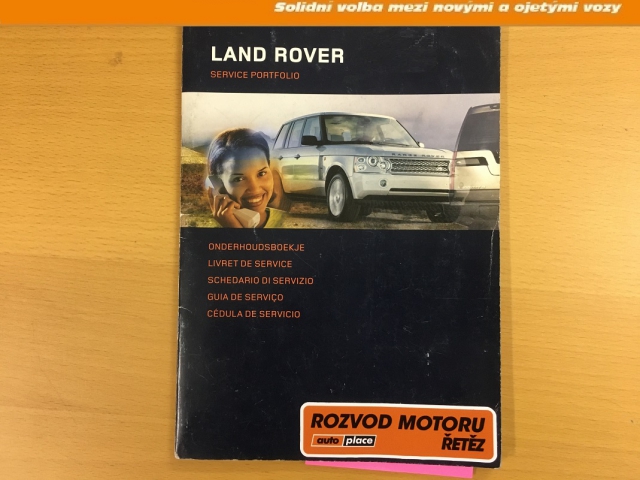 Solidní volba mezi novými a ojetými vozy
LAND ROVER
SERVICE PORTFOLIO
ONDERHOUDSBOEKJE
LIVRET DE SERVICE
SCHEDARIO DI SERVIZIO
GUIA DE SERVIÇO
CÉDULA DE SERVICIO
ROZVOD MOTORU
ŘETĚZ
auto place